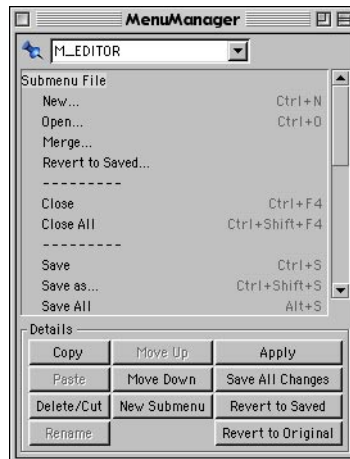 MenuManager
M_EDITOR
Submenu File
New... Ctrl+N
Open... Ctrl+O
Merge...
Revert to Saved...
---------
Close Ctrl+F4
Close All Ctrl+Shift+F4
---------
Save Ctrl+S
Save as... Ctrl+Shift+S
Save All Alt+S
Details
Copy Move Up Apply
Paste Move Down Save All Changes
Delete/Cut New Submenu Revert to Saved
Rename Revert to Original